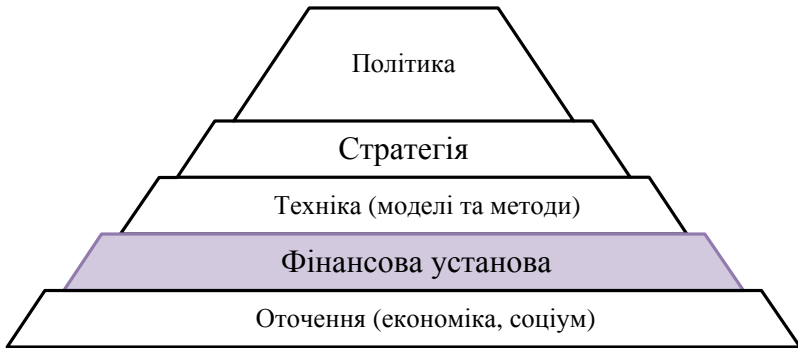 Політика
Стратегія
Техніка (моделі та методи)
Фінансова установа
Оточення (економіка, соціум)